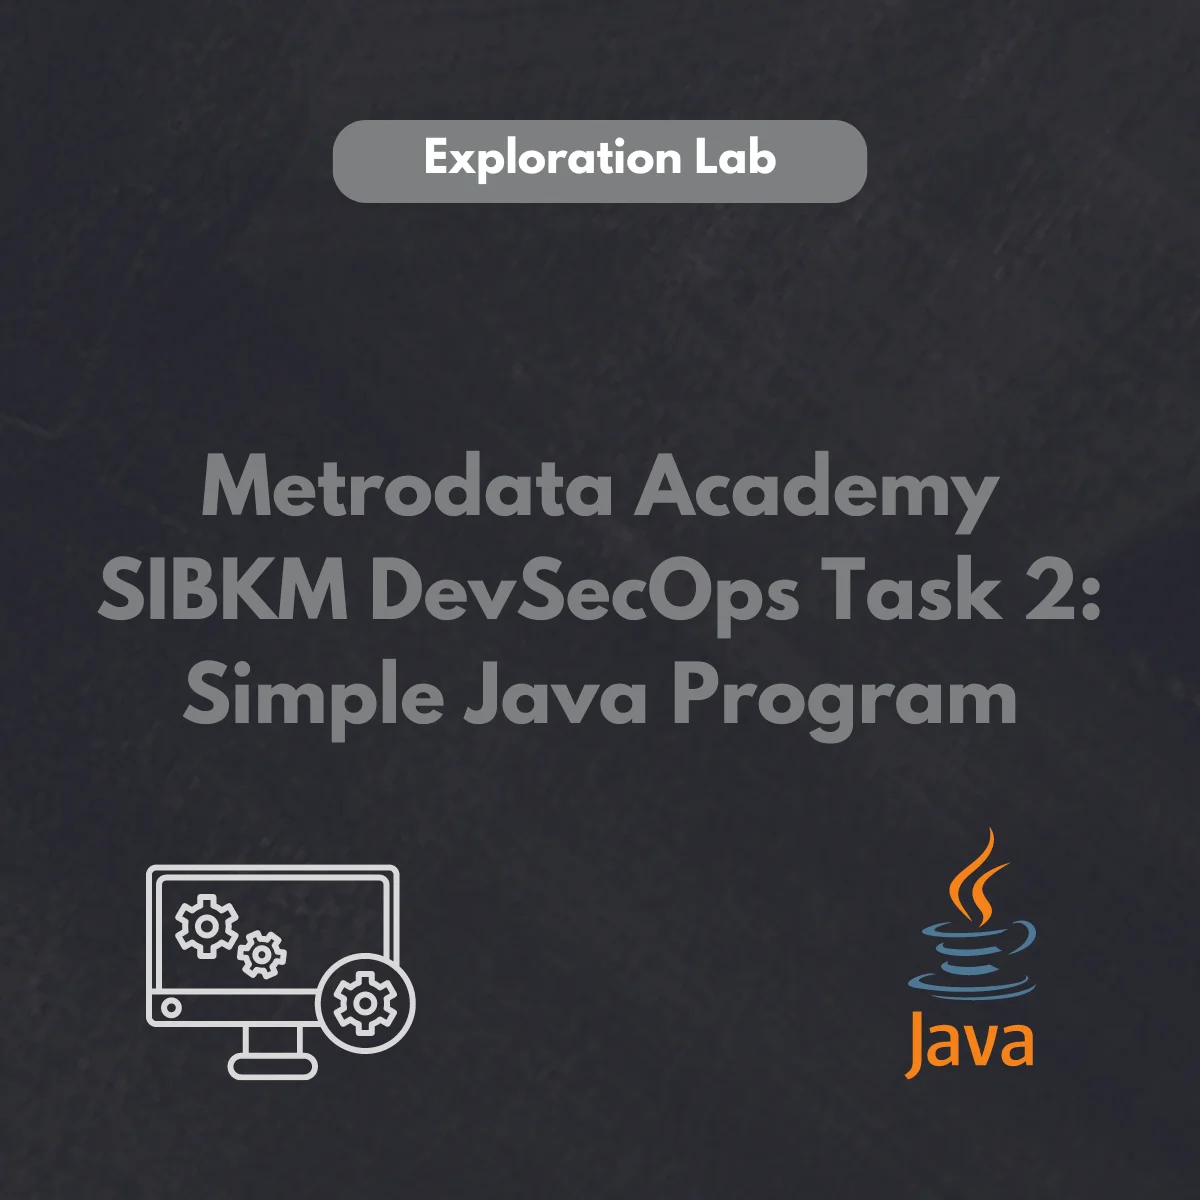 Exploration Lab
Metrodata Academy
SIBKM DevSecOps Task 2:
Simple Java Program
Java